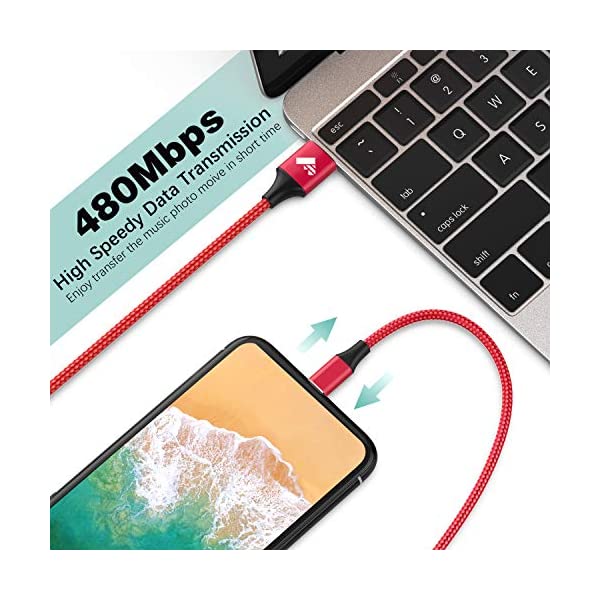 480Mbps
High Speedy Data Transmission
Enjoy transfer the music photo moive in short time
esc
! 1
@ 2
# 3
tab
Q
W
caps lock
A
S
shift
Z
fn